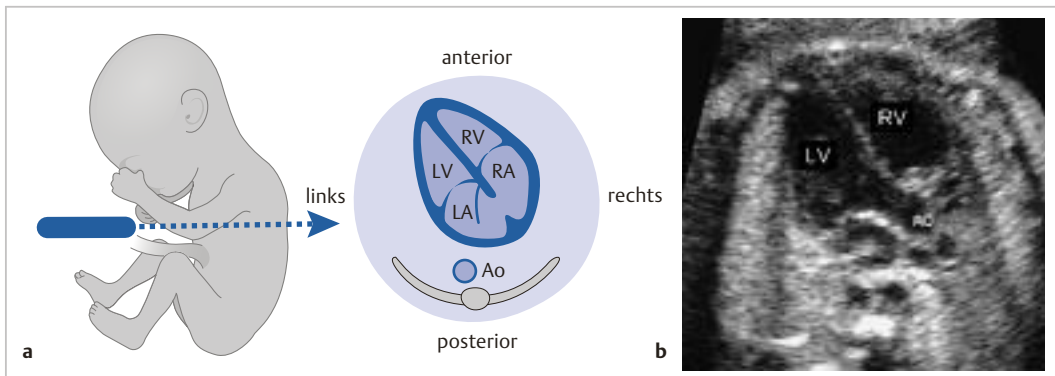 anterior
RV
LV
RA
links
rechts
LA
Ao
posterior
a
RV
LV
AO
b